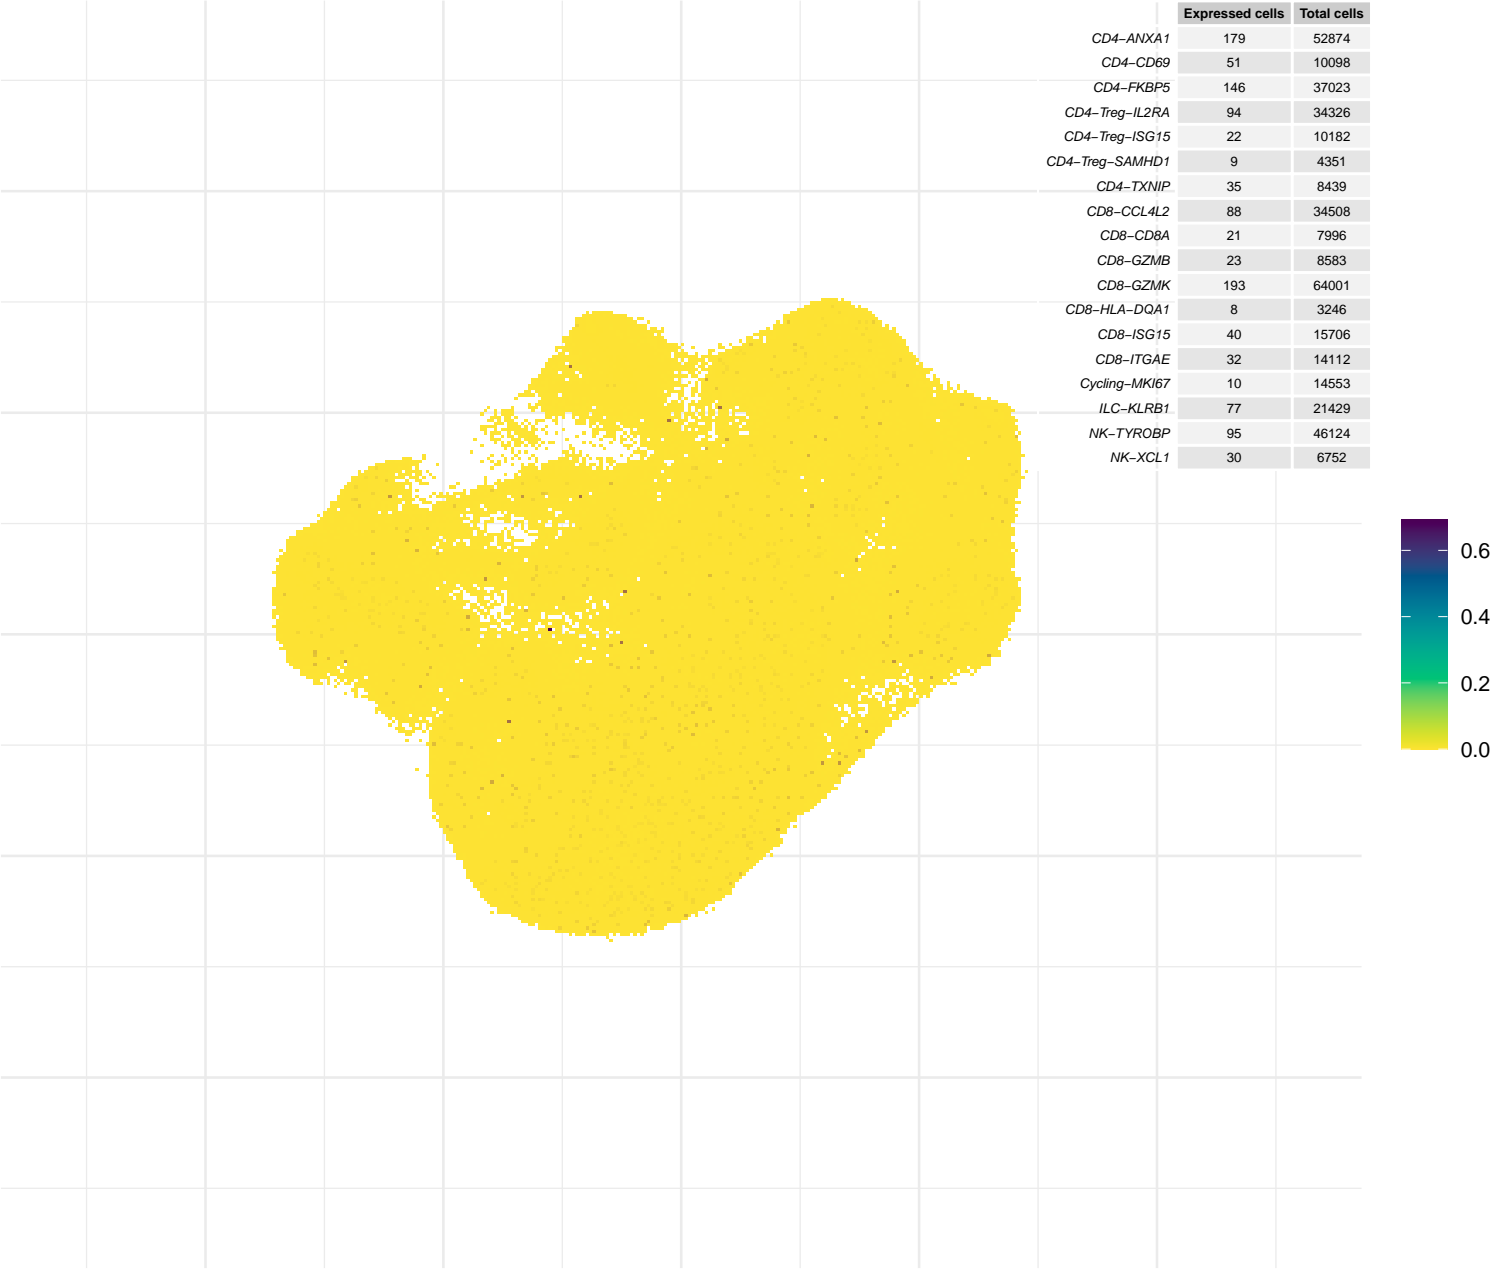 Expressed cells Total cells
CD4−ANXA1 179 52874
CD4−CD69 51 10098
CD4−FKBP5 146 37023
CD4−Treg−IL2RA 94 34326
CD4−Treg−ISG15 22 10182
CD4−Treg−SAMHD1 9 4351
CD4−TXNIP 35 8439
CD8−CCL4L2 88 34508
CD8−CD8A 21 7996
CD8−GZMB 23 8583
CD8−GZMK 193 64001
CD8−HLA−DQA1 8 3246
CD8−ISG15 40 15706
CD8−ITGAE 32 14112
Cycling−MKI67 10 14553
ILC−KLRB1 77 21429
NK−TYROBP 95 46124
NK−XCL1 30 6752
0.6
0.4
0.2
0.0